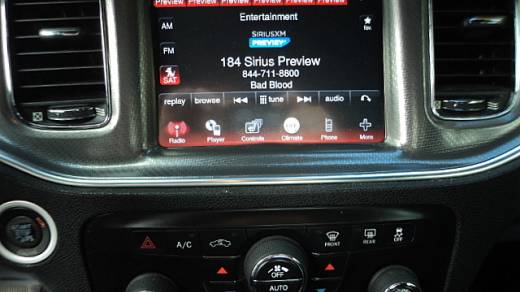 Preview Preview Preview Preview Preview Preview
Entertainment
AM
SIRIUSXM
PREVIEW
fav.
FM
184 Sirius Preview
844-711-8800
SAT
Bad Blood
replay browse tune audio
Radio Player Controls Climate Phone More
A/C FRONT REAR OFF
OFF
AUTO